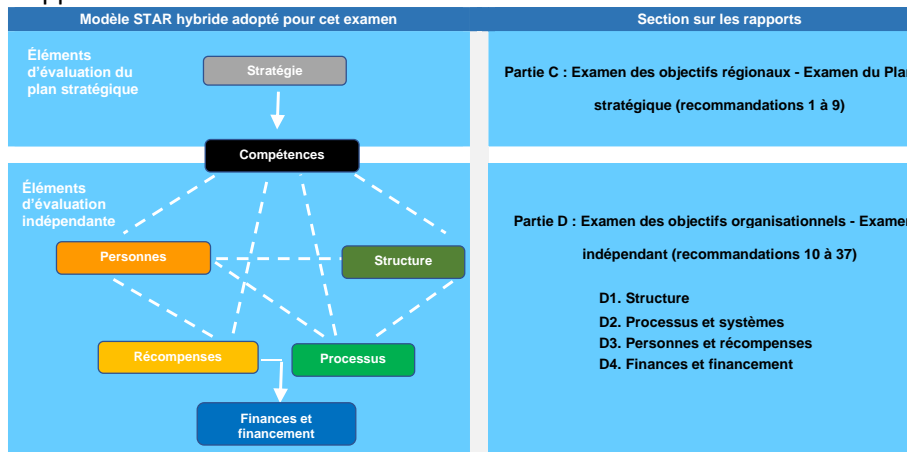 Modèle STAR hybride adopté pour cet examen
Section sur les rapports
Éléments
d'évaluation du
plan stratégique
Stratégie
Partie C : Examen des objectifs régionaux - Examen du Pla
stratégique (recommandations 1 à 9)
Compétences
Éléments
d'évaluation
indépendante
Personnes
Structure
Récompenses
Processus
Finances et
financement
Partie D : Examen des objectifs organisationnels - Exame
indépendant (recommandations 10 à 37)
D1. Structure
D2. Processus et systèmes
D3. Personnes et récompenses
D4. Finances et financement